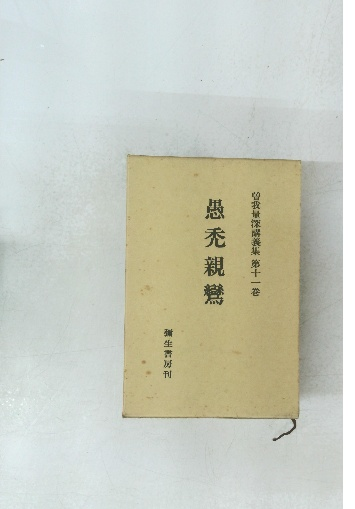 曽我量深講義集 第十一巻
愚禿親鸞
彌生書房刊